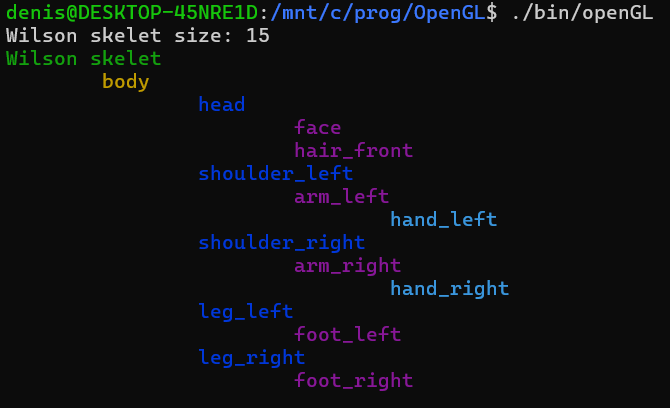 denis@DESKTOP-45NRE1D:/mnt/c/prog/OpenGL$ ./bin/openGL
Wilson skelet size: 15
Wilson skelet
body
head
face
hair_front
shoulder_left
arm_left
hand_left
shoulder_right
arm_right
hand_right
leg_left
foot_left
leg_right
foot_right